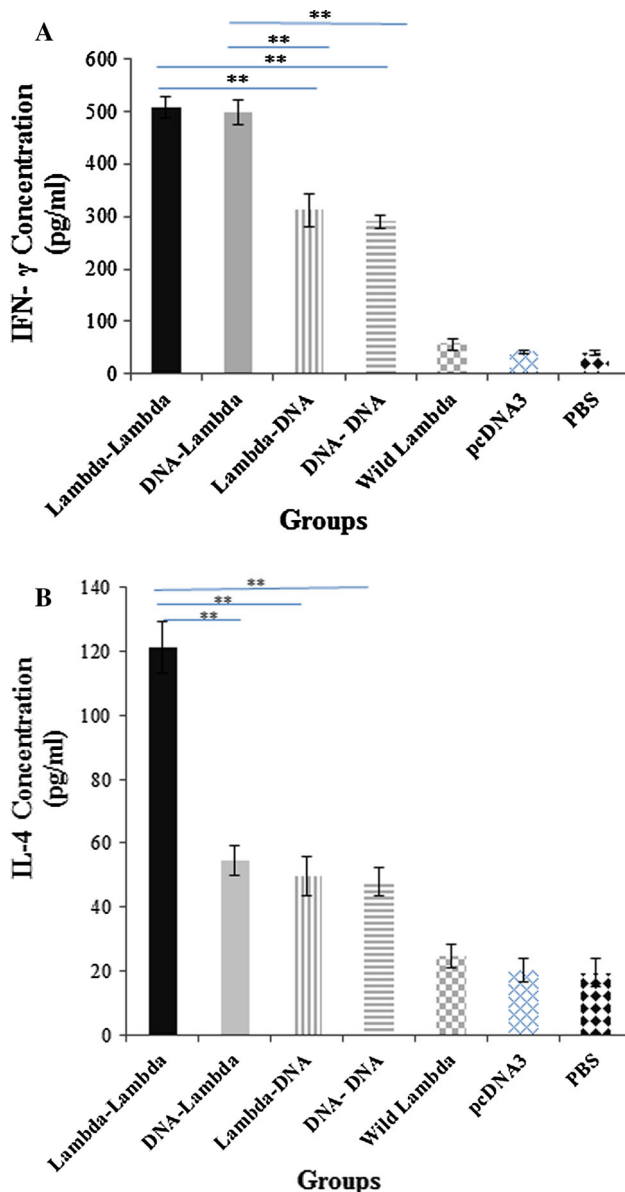 A
**
**
**
**
600
500
400
300
200
100
0
IFN- γ Concentration
(pg/ml)
Lambda-Lambda
DNA-Lambda
Lambda-DNA
DNA- DNA
Wild Lambda
pcDNA3
PBS
Groups
B
**
**
**
140
120
100
80
60
40
20
0
IL-4 Concentration
(pg/ml)
Lambda-Lambda
DNA-Lambda
Lambda-DNA
DNA- DNA
Wild Lambda
pcDNA3
PBS
Groups